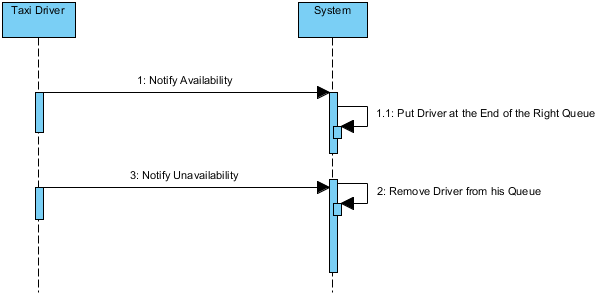 Taxi Driver
System
1: Notify Availability
1.1: Put Driver at the End of the Right Queue
3: Notify Unavailability
2: Remove Driver from his Queue